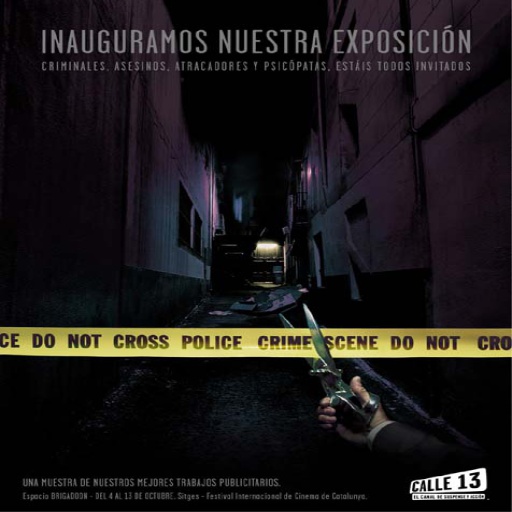 INAUGURAMOS NUESTRA EXPOSICIÓN
CRIMINALES, ASESINOS, ATRACADORES Y PSICÓPATAS, ESTÁIS TODOS INVITADOS
CE DO NOT CROSS POLICE CRIME SCENE DO NOT CRO
UNA MUESTRA DE NUESTROS MEJORES TRABAJOS PUBLICITARIOS.
Espacio BRIGADOON - DEL 4 AL 13 DE OCTUBRE. Sitges - Festival Internacional de Cinema de Catalunya.
CALLE 13
EL CANAL DE SUSPENSE Y ACCIÓN